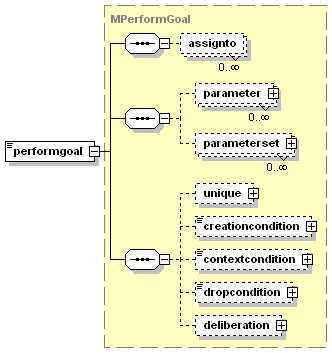 MPerformGoal
assignto
0..∞
parameter
0..∞
performgoal
parameterset
0..∞
unique
creationcondition
contextcondition
dropcondition
deliberation